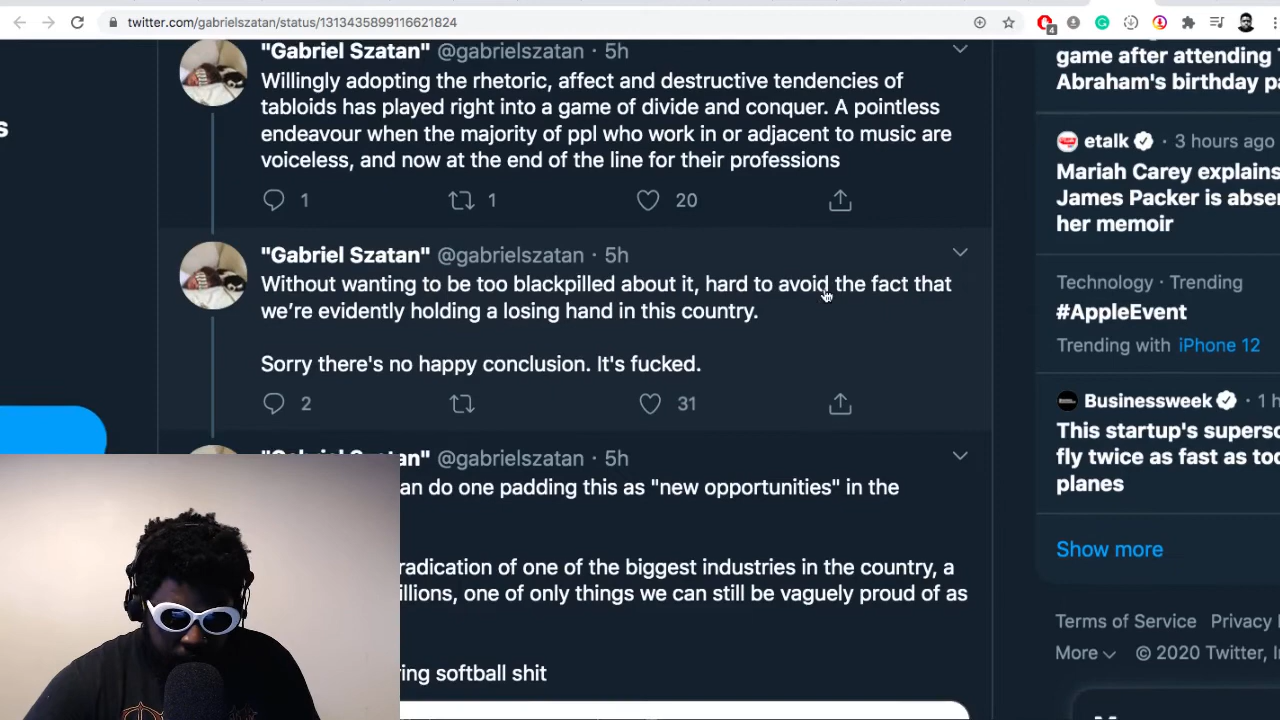 twitter.com/gabrielszatan/status/1313435899116621824
4
"Gabriel Szatan" @gabrielszatan · 5h
Willingly adopting the rhetoric, affect and destructive tendencies of
tabloids has played right into a game of divide and conquer. A pointless
endeavour when the majority of ppl who work in or adjacent to music are
voiceless, and now at the end of the line for their professions
1 1 20
"Gabriel Szatan" @gabrielszatan · 5h
Without wanting to be too blackpilled about it, hard to avoid the fact that
we're evidently holding a losing hand in this country.
Sorry there's no happy conclusion. It's fucked.
2 31
@gabrielszatan · 5h
an do one padding this as "new opportunities" in the
radication of one of the biggest industries in the country, a
illions, one of only things we can still be vaguely proud of as
ring softball shit
s
game after attending
Abraham's birthday pa
etalk · 3 hours ago
Mariah Carey explains
James Packer is abse
her memoir
Technology · Trending
#AppleEvent
Trending with iPhone 12
Businessweek · 1 h
This startup's superso
fly twice as fast as to
planes
Show more
Terms of Service Privacy
More © 2020 Twitter, In